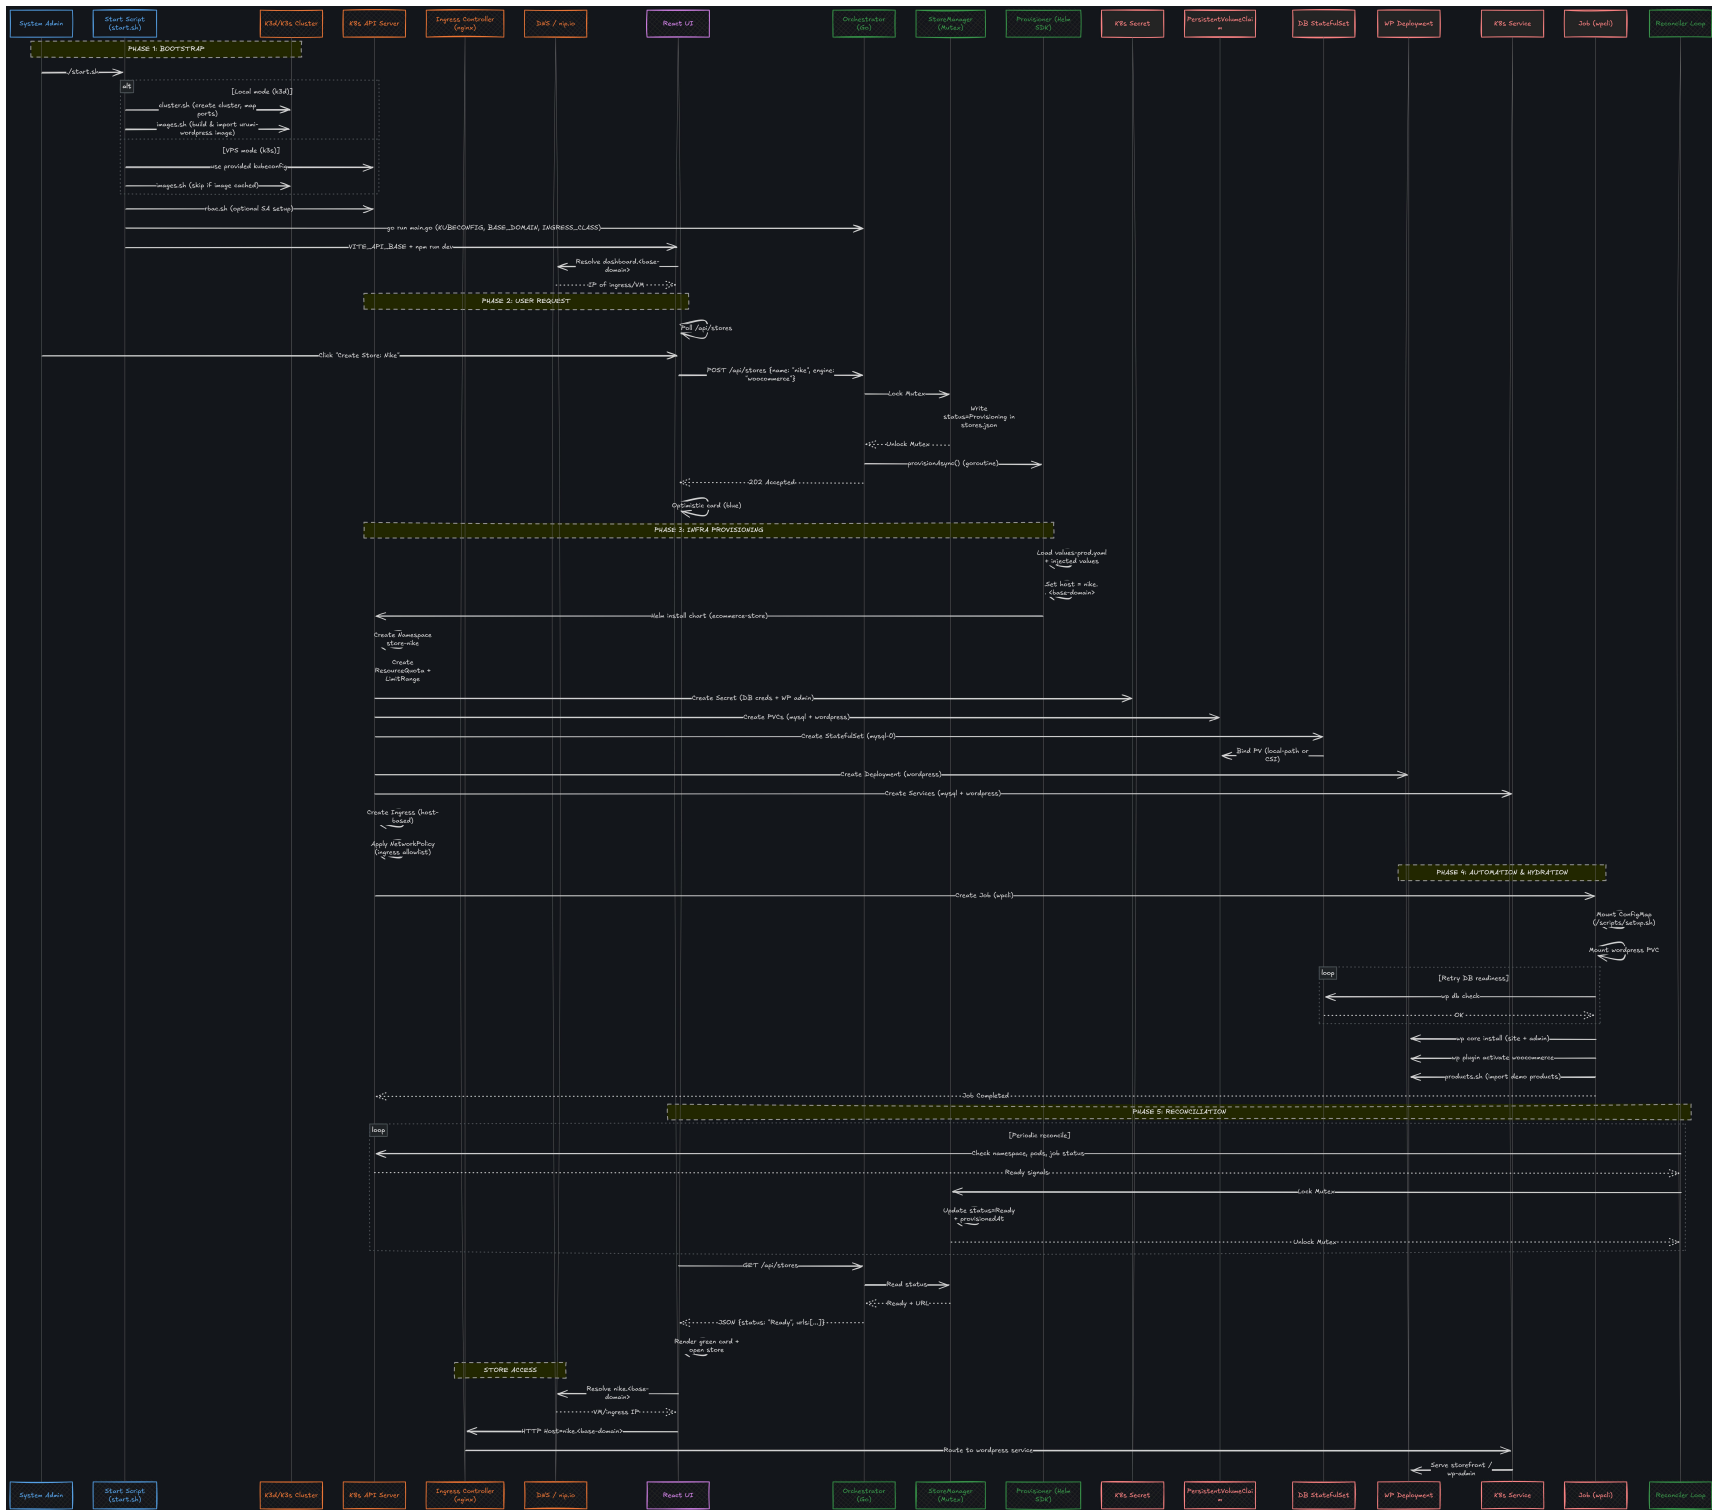 System Admin
Start Script
(start.sh)
K3d/K3s Cluster
K8s API Server
Ingress Controller
(nginx)
DNS / nip.io
React UI
Orchestrator
(Go)
StoreManager
(Mutex)
Provisioner (Helm
SDK)
K8s Secret
PersistentVolumeClai
m
DB StatefulSet
WP Deployment
K8s Service
Job (wpcli)
Reconciler Loop
PHASE 1: BOOTSTRAP
./start.sh
alt
[Local mode (k3d)]
cluster.sh (create cluster, map
ports)
images.sh (build & import urumi-
wordpress image)
[VPS mode (k3s)]
use provided kubeconfig
images.sh (skip if image cached)
rbac.sh (optional SA setup)
go run main.go (KUBECONFIG, BASE_DOMAIN, INGRESS_CLASS)
VITE_API_BASE + npm run dev
Resolve dashboard.<base-
domain>
IP of ingress/VM
PHASE 2: USER REQUEST
Poll /api/stores
Click "Create Store: Nike"
POST /api/stores {name: "nike", engine:
"woocommerce"}
Lock Mutex
Write
status=Provisioning in
stores.json
Unlock Mutex
provisionAsync() (goroutine)
202 Accepted
Optimistic card (blue)
PHASE 3: INFRA PROVISIONING
Load values-prod.yaml
+ injected values
Set host = nike.
<base-domain>
Helm install chart (ecommerce-store)
Create Namespace
store-nike
Create
ResourceQuota +
LimitRange
Create Secret (DB creds + WP admin)
Create PVCs (mysql + wordpress)
Create StatefulSet (mysql-0)
Bind PV (local-path or
CSI)
Create Deployment (wordpress)
Create Services (mysql + wordpress)
Create Ingress (host-
based)
Apply NetworkPolicy
(ingress allowlist)
PHASE 4: AUTOMATION & HYDRATION
Create Job (wpcli)
Mount ConfigMap
(/scripts/setup.sh)
Mount wordpress PVC
loop
[Retry DB readiness]
wp db check
OK
wp core install (site + admin)
wp plugin activate woocommerce
products.sh (import demo products)
Job Completed
PHASE 5: RECONCILIATION
loop
[Periodic reconcile]
Check namespace, pods, job status
Ready signals
Lock Mutex
Update status=Ready
+ provisionedAt
Unlock Mutex
GET /api/stores
Read status
Ready + URL
JSON {status: "Ready", urls:[...]}
Render green card +
open store
STORE ACCESS
Resolve nike.<base-
domain>
VM/ingress IP
HTTP Host=nike.<base-domain>
Route to wordpress service
Serve storefront /
wp-admin
System Admin
Start Script
(start.sh)
K3d/K3s Cluster
K8s API Server
Ingress Controller
(nginx)
DNS / nip.io
React UI
Orchestrator
(Go)
StoreManager
(Mutex)
Provisioner (Helm
SDK)
K8s Secret
PersistentVolumeClai
m
DB StatefulSet
WP Deployment
K8s Service
Job (wpcli)
Reconciler Loop